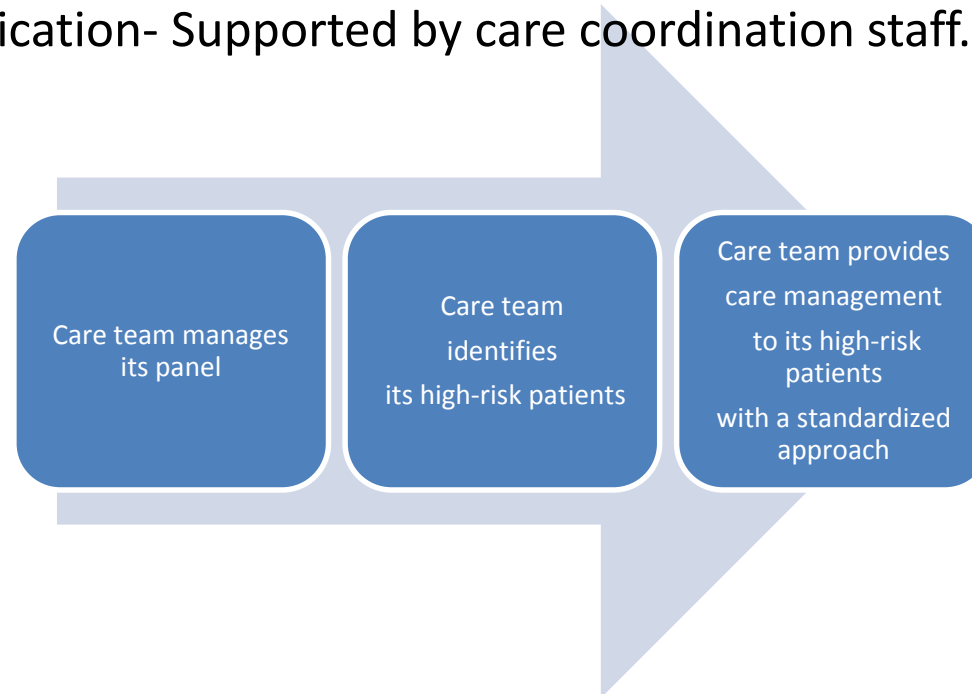 ication- Supported by care coordination staff.
Care team manages
its panel
Care team
identifies
its high-risk patients
Care team provides
care management
to its high-risk
patients
with a standardized
approach